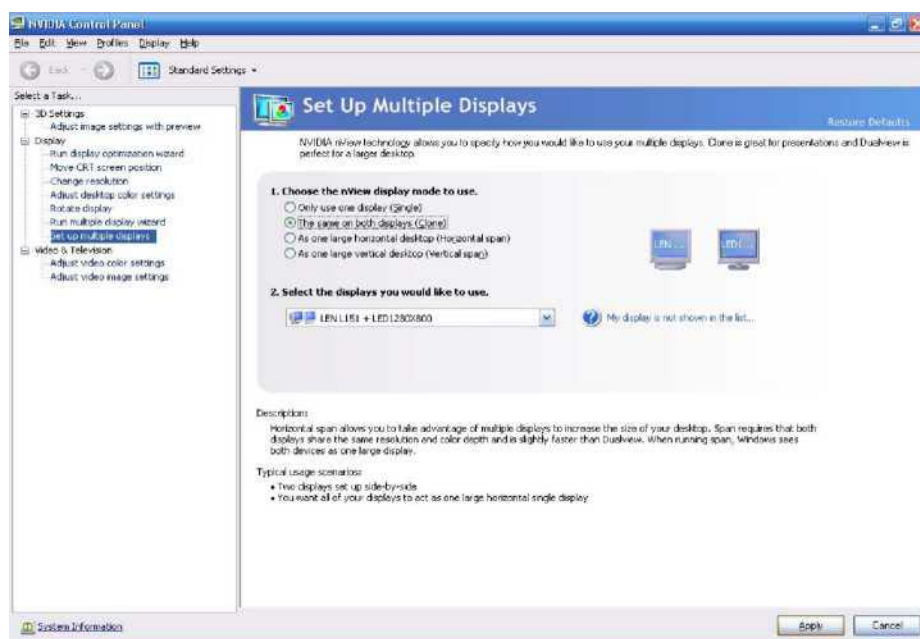 NVIDIA Control Panel
File Edit View Profiles Display Help
Back Standard Settings
Select a Task...
3D Settings
Adjust image settings with preview
Display
Run display optimization wizard
Move CRT screen position
Change resolution
Adjust desktop color settings
Rotate display
Run multiple display wizard
Set up multiple displays
Video & Television
Adjust video color settings
Adjust video image settings
Set Up Multiple Displays
Restore Defaults
NVIDIA nView technology allows you to specify how you would like to use your multiple displays. Clone is great for presentations and Dualview is
perfect for a larger desktop.
1. Choose the nView display mode to use.
Only use one display (Single)
The same on both displays (Clone)
As one large horizontal desktop (Horizontal span)
As one large vertical desktop (Vertical span)
LEN ... LED1...
2. Select the displays you would like to use.
LEN L151 + LED1280X800
My display is not shown in the list...
Description:
Horizontal span allows you to take advantage of multiple displays to increase the size of your desktop. Span requires that both
displays share the same resolution and color depth and is slightly faster than Dualview. When running span, Windows sees
both devices as one large display.
Typical usage scenarios:
• Two displays set up side-by-side
• You want all of your displays to act as one large horizontal single display
System Information
Apply Cancel